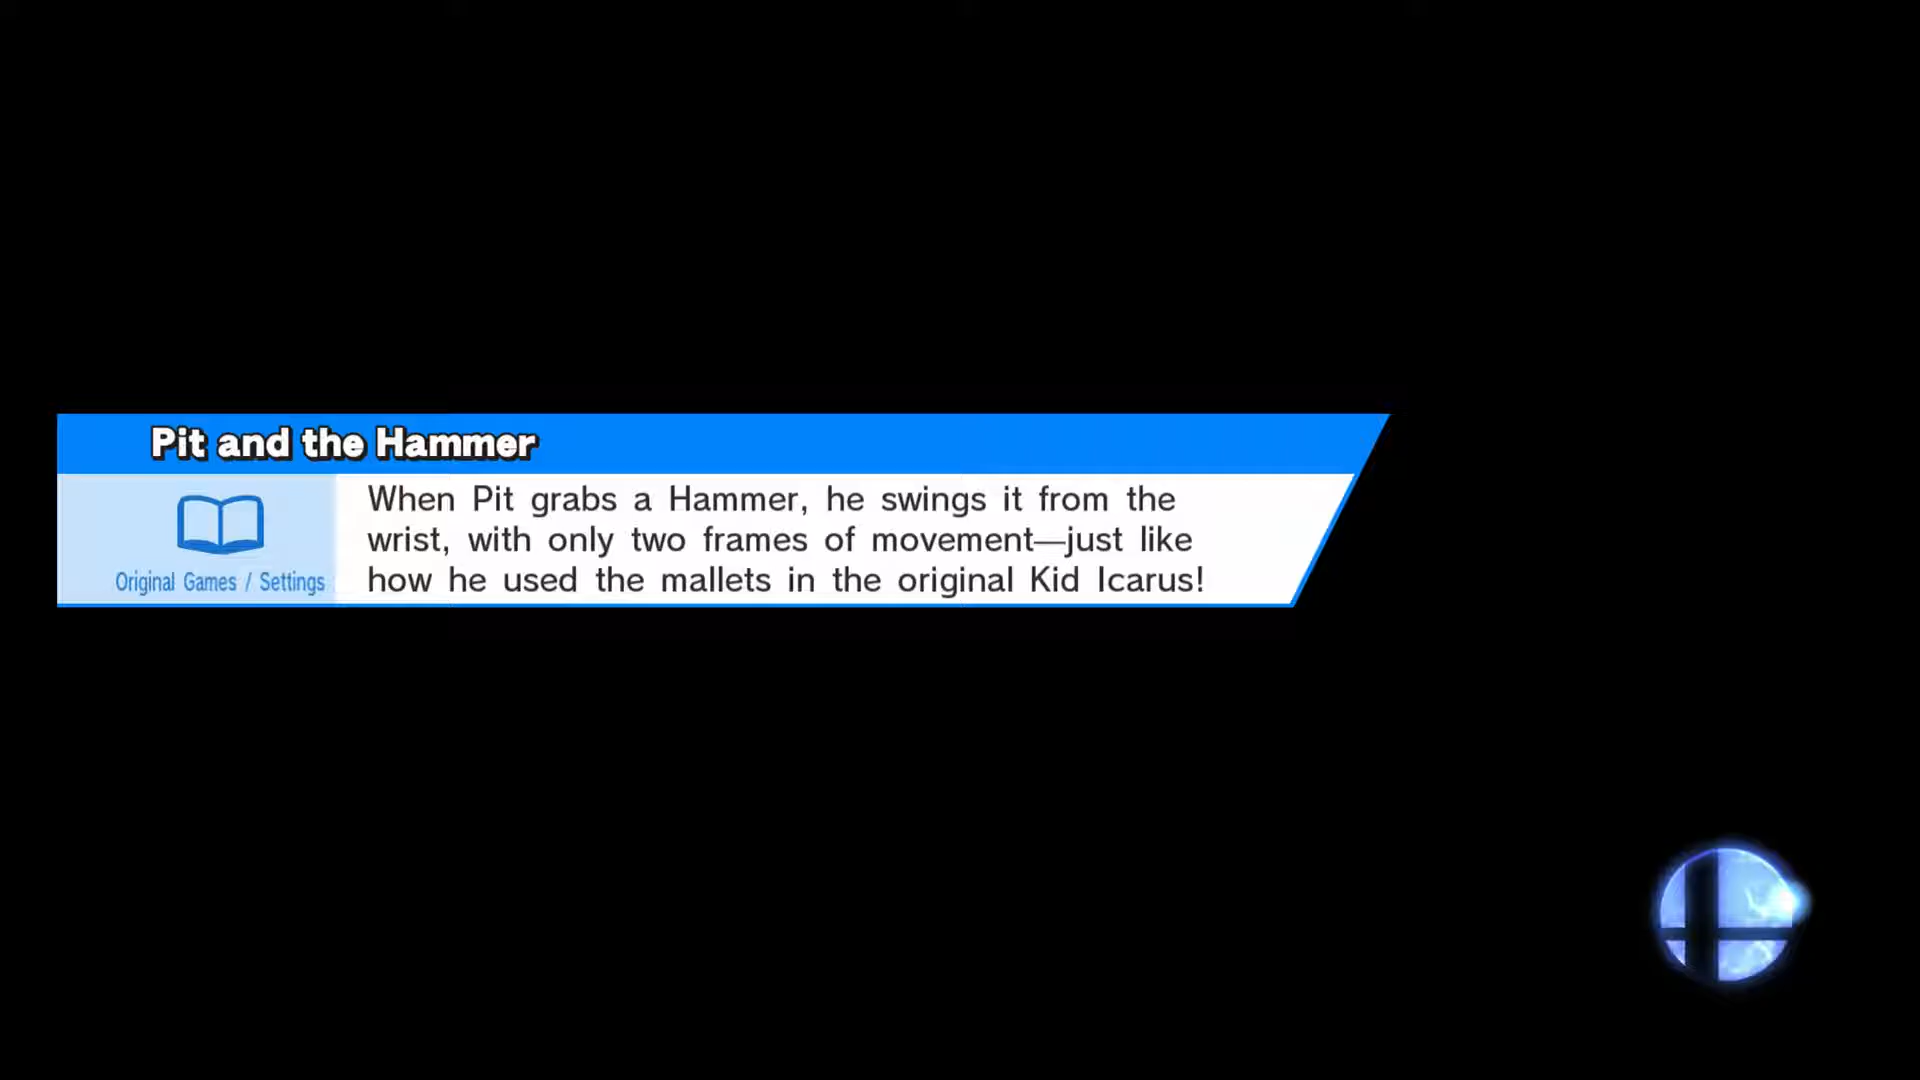 Pit and the Hammer
When Pit grabs a Hammer, he swings it from the
wrist, with only two frames of movement—just like
how he used the mallets in the original Kid Icarus!
Original Games / Settings